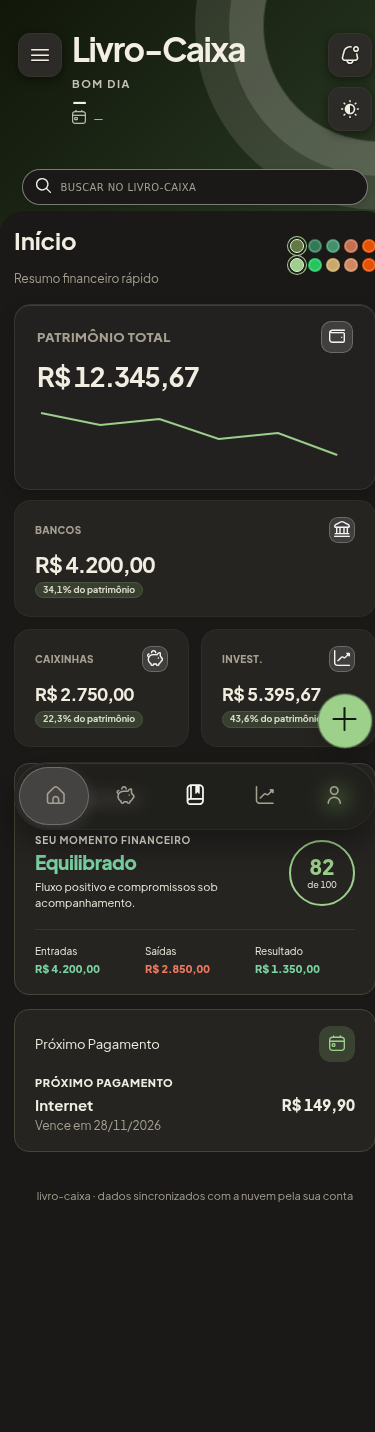 Livro-Caixa
BOM DIA
—
—
BUSCAR NO LIVRO-CAIXA
Início
Resumo financeiro rápido
PATRIMÔNIO TOTAL
R$ 12.345,67
BANCOS
R$ 4.200,00
34,1% do patrimônio
CAIXINHAS
R$ 2.750,00
22,3% do patrimônio
INVEST.
R$ 5.395,67
43,6% do patrimônio
SEU MOMENTO FINANCEIRO
Equilibrado
Fluxo positivo e compromissos sob
acompanhamento.
82
de 100
Entradas Saídas Resultado
R$ 4.200,00 R$ 2.850,00 R$ 1.350,00
Próximo Pagamento
PRÓXIMO PAGAMENTO
Internet R$ 149,90
Vence em 28/11/2026
livro-caixa · dados sincronizados com a nuvem pela sua conta